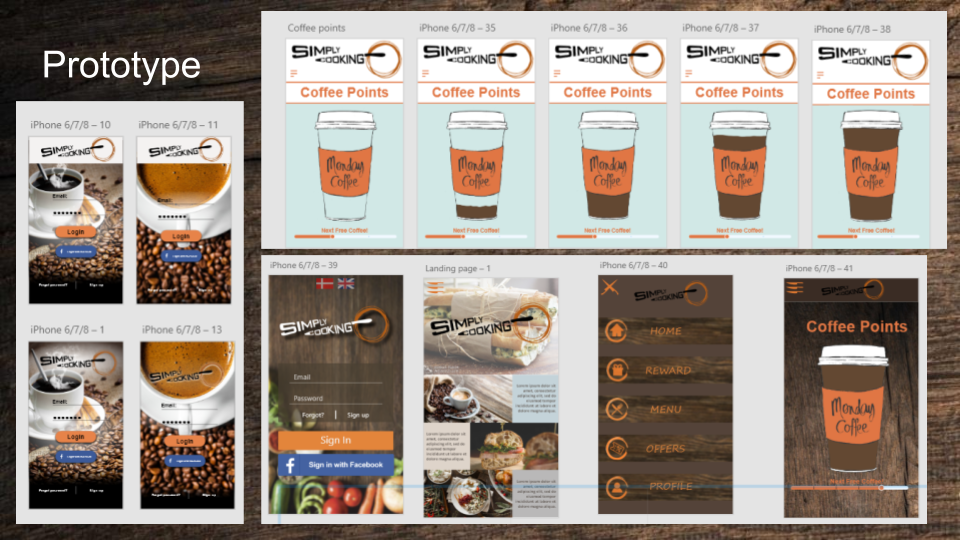 Prototype
iPhone 6/7/8 – 10
SIMPLY
COOKING
Email:
Login
Forgot password?
Sign up
iPhone 6/7/8 – 11
SIMPLY
COOKING
Email:
Login
Forgot password?
Sign up
iPhone 6/7/8 – 1
SIMPLY
COOKING
Email:
Login
Forgot password?
Sign up
iPhone 6/7/8 – 13
SIMPLY
COOKING
Email:
Login
Forgot password?
Sign up
Coffee points
SIMPLY
COOKING
Coffee Points
Monday
Coffee
Next Free Coffee!
iPhone 6/7/8 – 35
SIMPLY
COOKING
Coffee Points
Monday
Coffee.
Next Free Coffee!
iPhone 6/7/8 – 36
SIMPLY
COOKING
Coffee Points
Monday
Coffee.
Next Free Coffee!
iPhone 6/7/8 – 37
SIMPLY
COOKING
Coffee Points
Monday
Coffee.
Next Free Coffee!
iPhone 6/7/8 – 38
SIMPLY
COOKING
Coffee Points
Monday
Coffee.
Next Free Coffee!
iPhone 6/7/8 – 39
SIMPLY
COOKING
Email
Password
Forgot?
Sign up
Sign In
f Sign in with Facebook
Landing page – 1
SIMPLY
COOKING
iPhone 6/7/8 – 40
SIMPLY
COOKING
HOME
REWARD
MENU
OFFERS
PROFILE
iPhone 6/7/8 – 41
SIMPLY
COOKING
Coffee Points
Monday
Coffee.
Next Free Coffee!